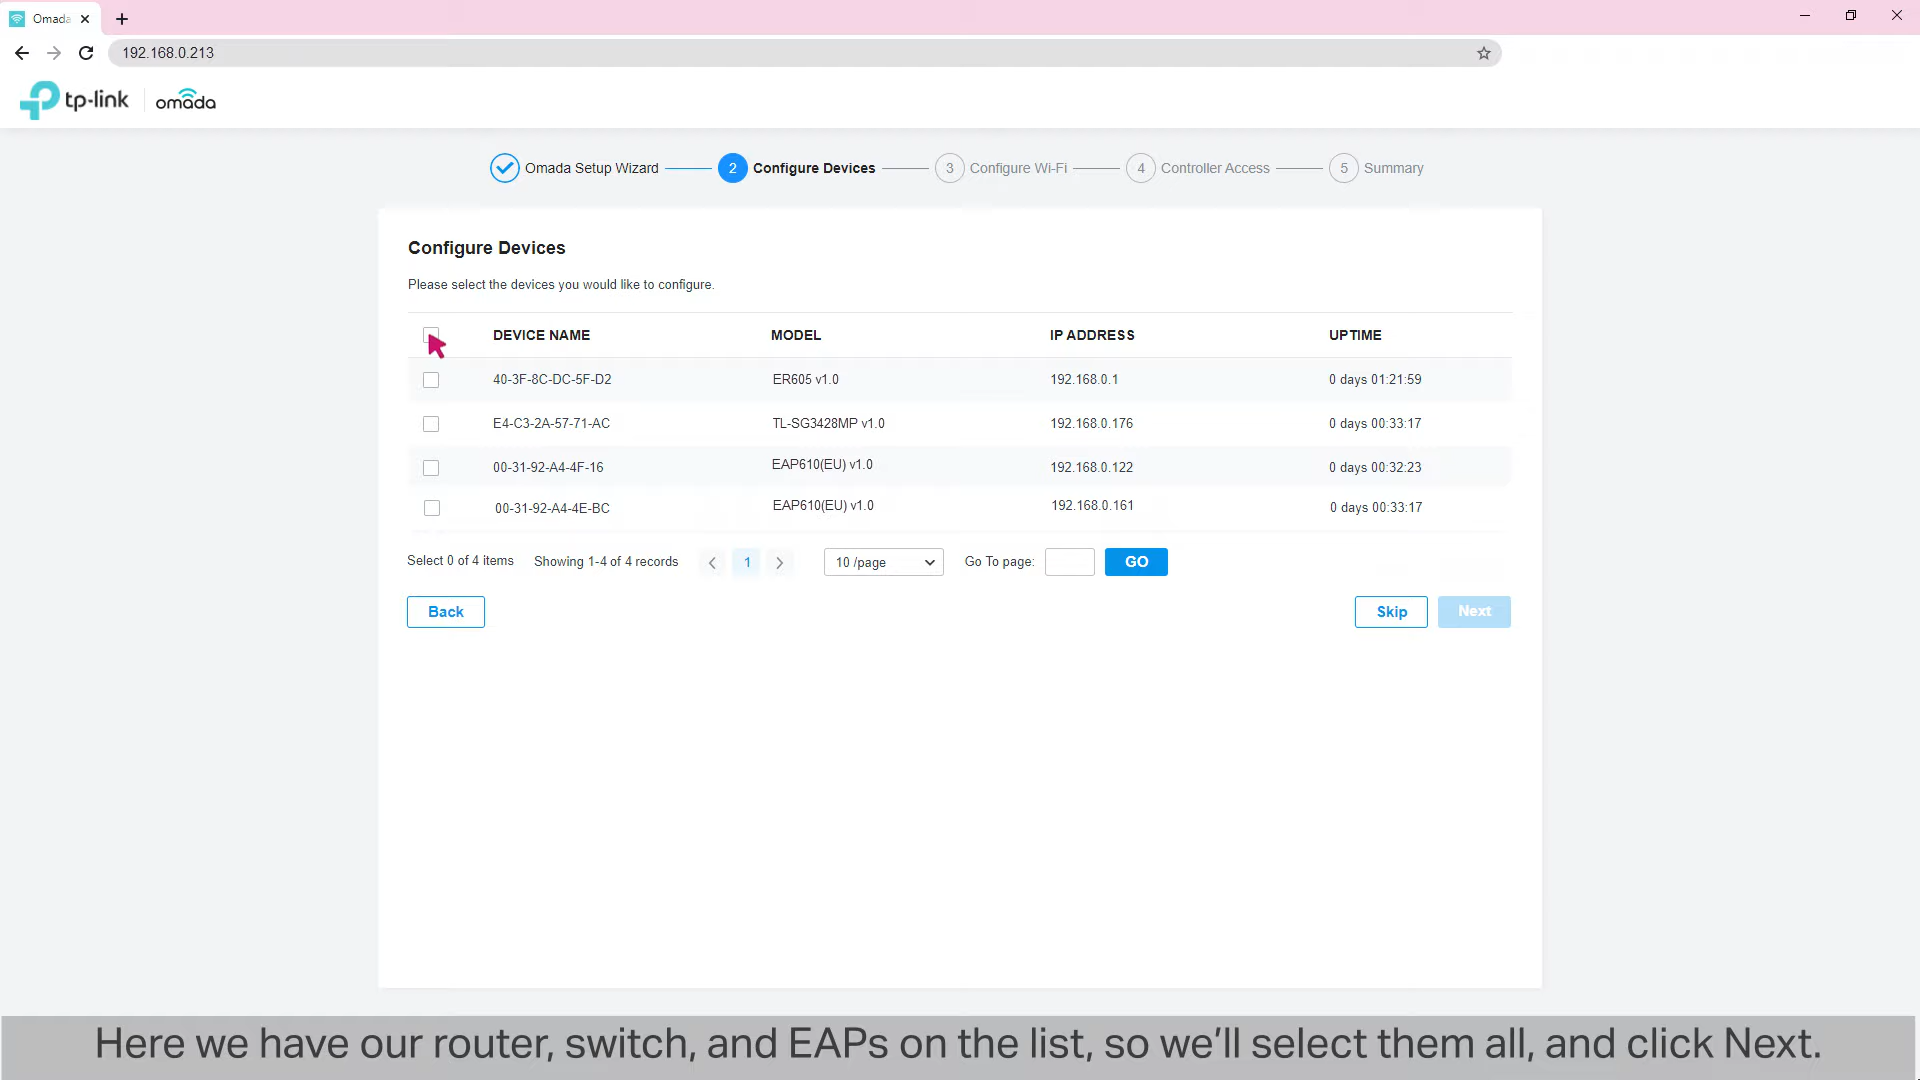 Omada
192.168.0.213
tp-link omada
Omada Setup Wizard 2 Configure Devices 3 Configure Wi-Fi 4 Controller Access 5 Summary
Configure Devices
Please select the devices you would like to configure.
DEVICE NAME MODEL IP ADDRESS UPTIME
40-3F-8C-DC-5F-D2 ER605 v1.0 192.168.0.1 0 days 01:21:59
E4-C3-2A-57-71-AC TL-SG3428MP v1.0 192.168.0.176 0 days 00:33:17
00-31-92-A4-4F-16 EAP610(EU) v1.0 192.168.0.122 0 days 00:32:23
00-31-92-A4-4E-BC EAP610(EU) v1.0 192.168.0.161 0 days 00:33:17
Select 0 of 4 items Showing 1-4 of 4 records 1 10 /page Go To page: GO
Back Skip Next
Here we have our router, switch, and EAPs on the list, so we’ll select them all, and click Next.